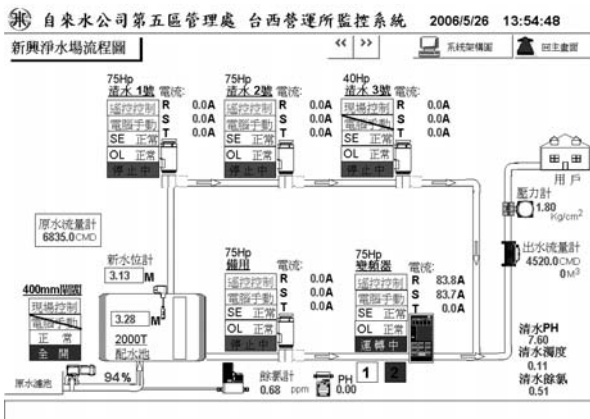 自來水公司第五區管理處 台西營運所監控系統 2006/5/26 13:54:48
新興淨水場流程圖
<< >>
系統架構圖
回主畫面
75Hp
清水 1號 電流:
遙控控制 R 0.0A
電腦手動 S 0.0A
SE 正常 T 0.0A
OL 正常
停止中
75Hp
清水 2號 電流:
遙控控制 R 0.0A
電腦手動 S 0.0A
SE 正常 T 0.0A
OL 正常
停止中
40Hp
清水 3號 電流:
現場控制 R 0.0A
電腦手動 S 0.0A
SE 正常 T 0.0A
OL 正常
停止中
用戶
壓力計
1.80
Kg/cm2
原水流量計
6835.0 CMD
出水流量計
4520.0 CMD
0 M3
新水位計
3.13 M
3.28 M
2000T
配水池
94%
400mm閘閥
現場控制
電腦手動
正 常
全 開
原水濾池
75Hp
備用 電流:
遙控控制 R 0.0A
電腦手動 S 0.0A
SE 正常 T 0.0A
OL 正常
停止中
75Hp
變頻器 電流:
遙控控制 R 83.8A
電腦手動 S 83.7A
SE 正常 T 0.0A
OL 正常
運轉中
餘氯計
0.68 ppm
PH
0.00
1 2
清水PH
7.60
清水濁度
0.11
清水餘氯
0.51